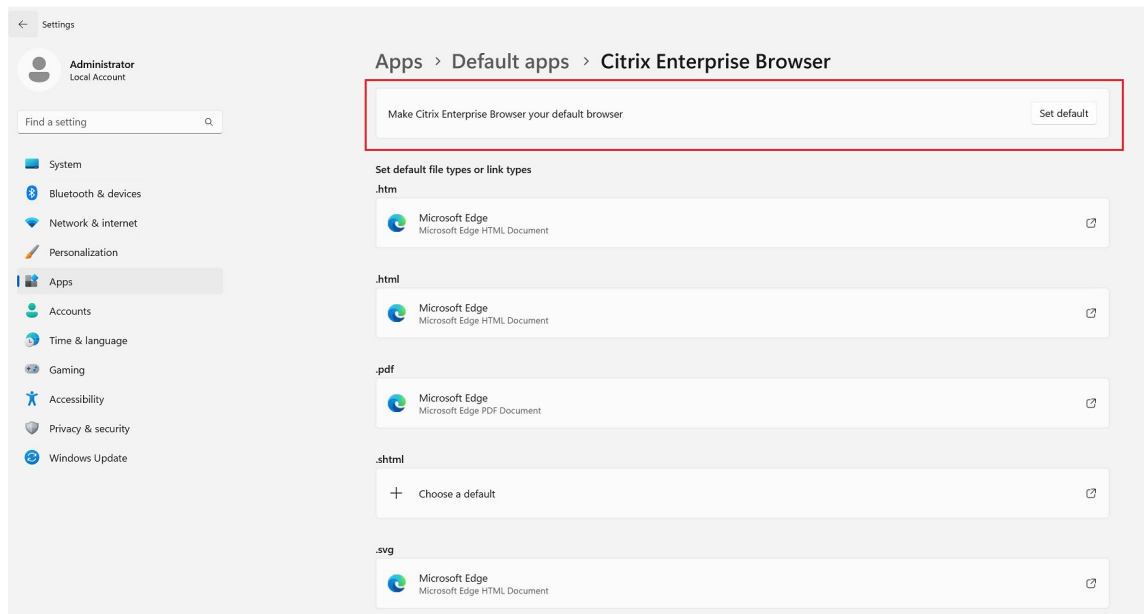 Settings
Administrator
Local Account
Find a setting
System
Bluetooth & devices
Network & internet
Personalization
Apps
Accounts
Time & language
Gaming
Accessibility
Privacy & security
Windows Update
Apps > Default apps > Citrix Enterprise Browser
Make Citrix Enterprise Browser your default browser
Set default
Set default file types or link types
.htm
Microsoft Edge
Microsoft Edge HTML Document
.html
Microsoft Edge
Microsoft Edge HTML Document
.pdf
Microsoft Edge
Microsoft Edge PDF Document
.shtml
Choose a default
.svg
Microsoft Edge
Microsoft Edge HTML Document